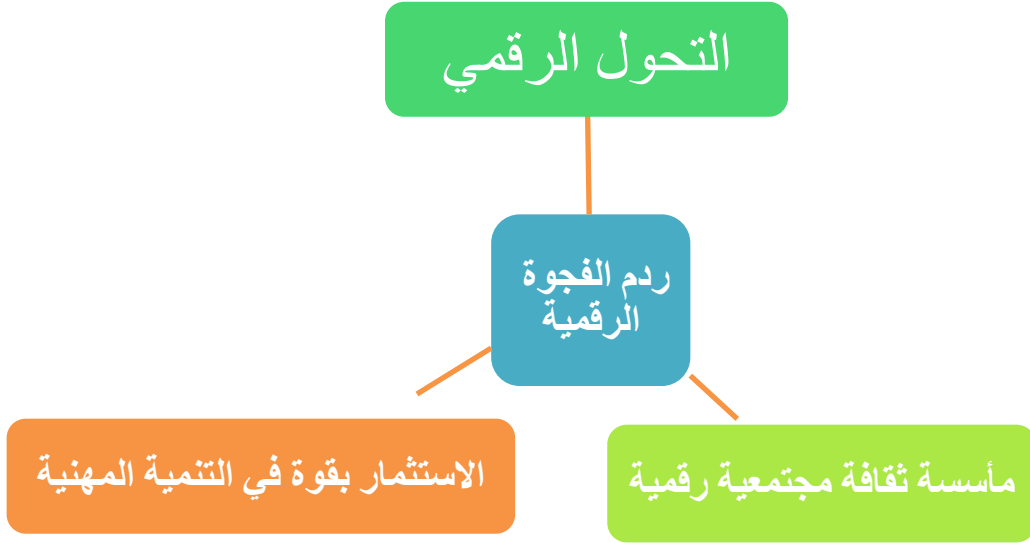 التحول الرقمي
ردم الفجوة
الرقمية
مأسسة ثقافة مجتمعية رقمية
الاستثمار بقوة في التنمية المهنية